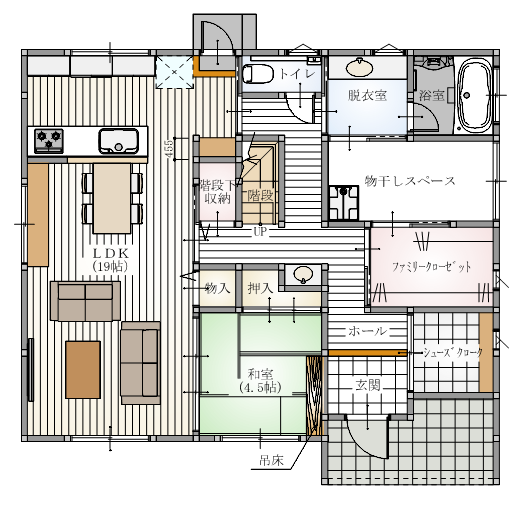 トイレ
脱衣室
浴室
455
階段下
収納
階段
物干しスペース
UP
LDK
(19帖)
ファミリークローゼット
物入
押入
ホール
シューズクローク
和室
(4.5帖)
玄関
吊床